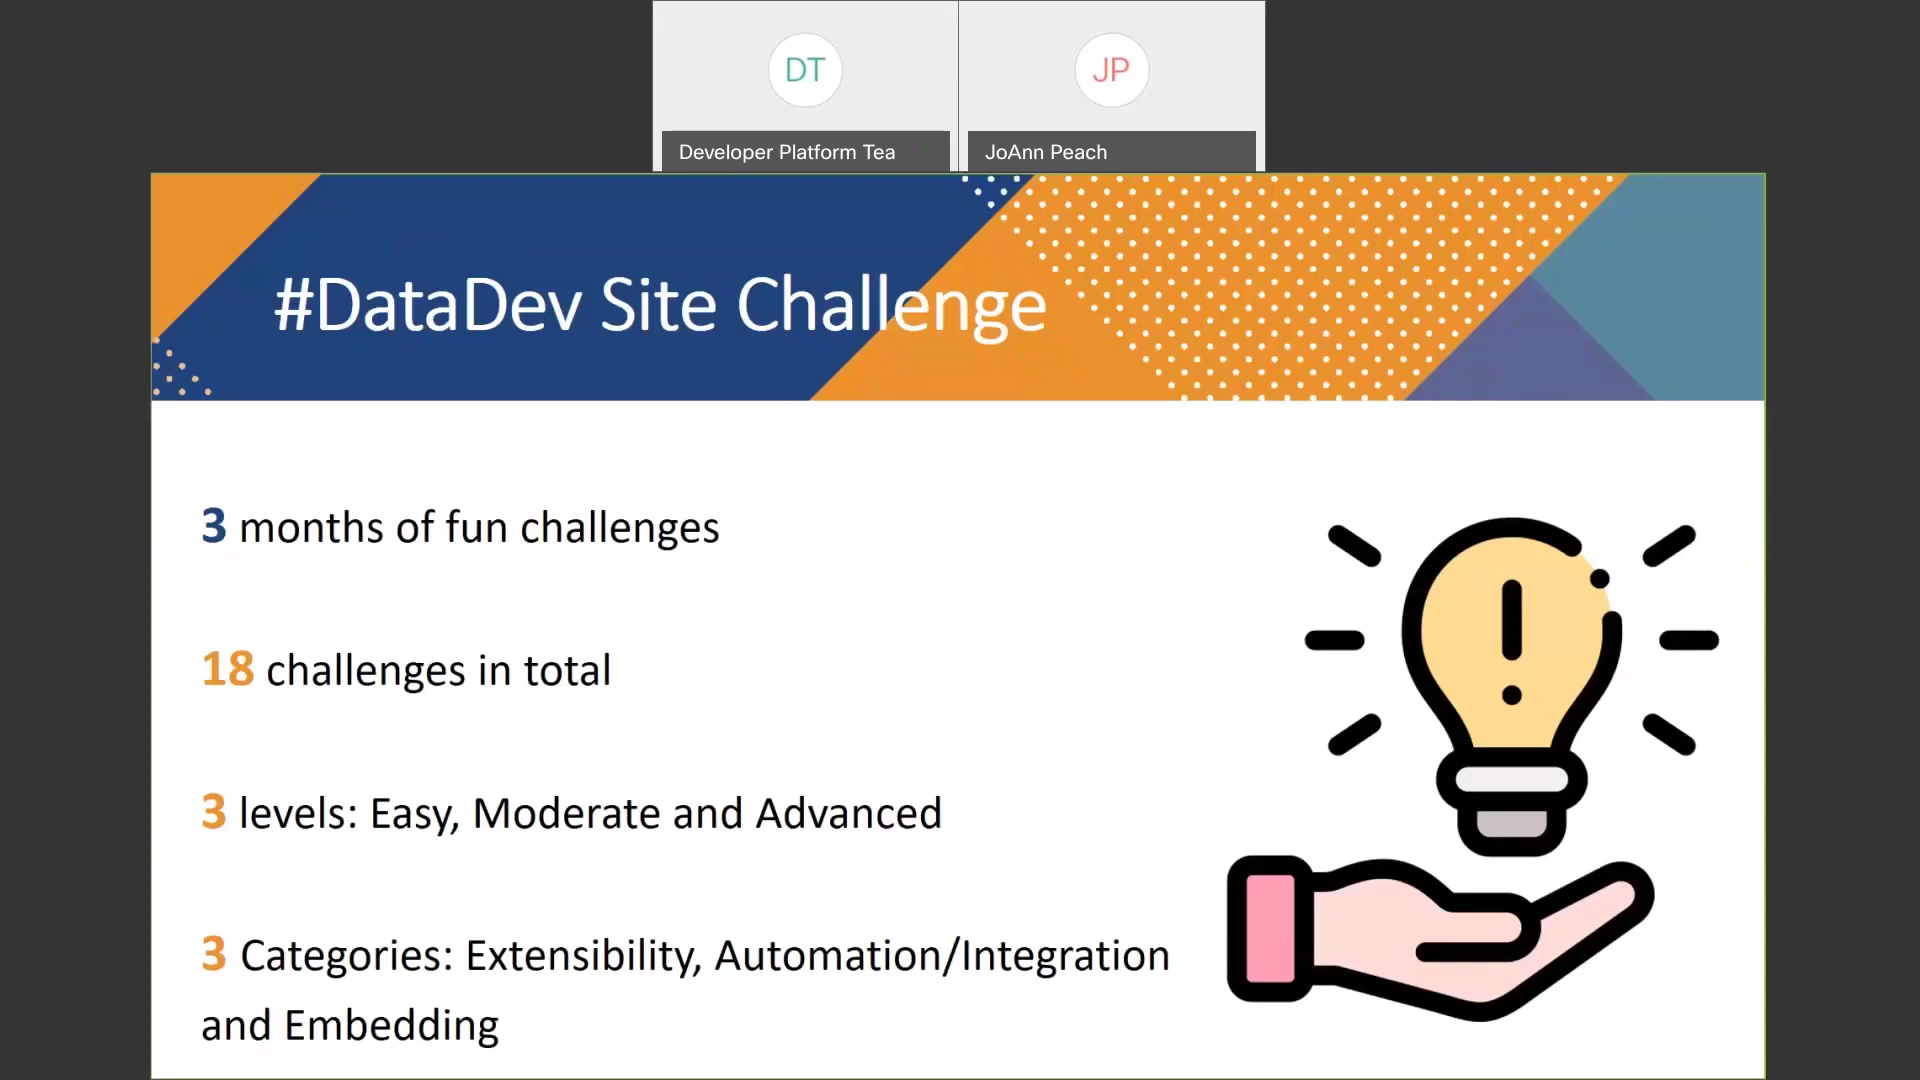 DT
JP
Developer Platform Tea
JoAnn Peach
#DataDev Site Challenge
3 months of fun challenges
18 challenges in total
3 levels: Easy, Moderate and Advanced
3 Categories: Extensibility, Automation/Integration
and Embedding